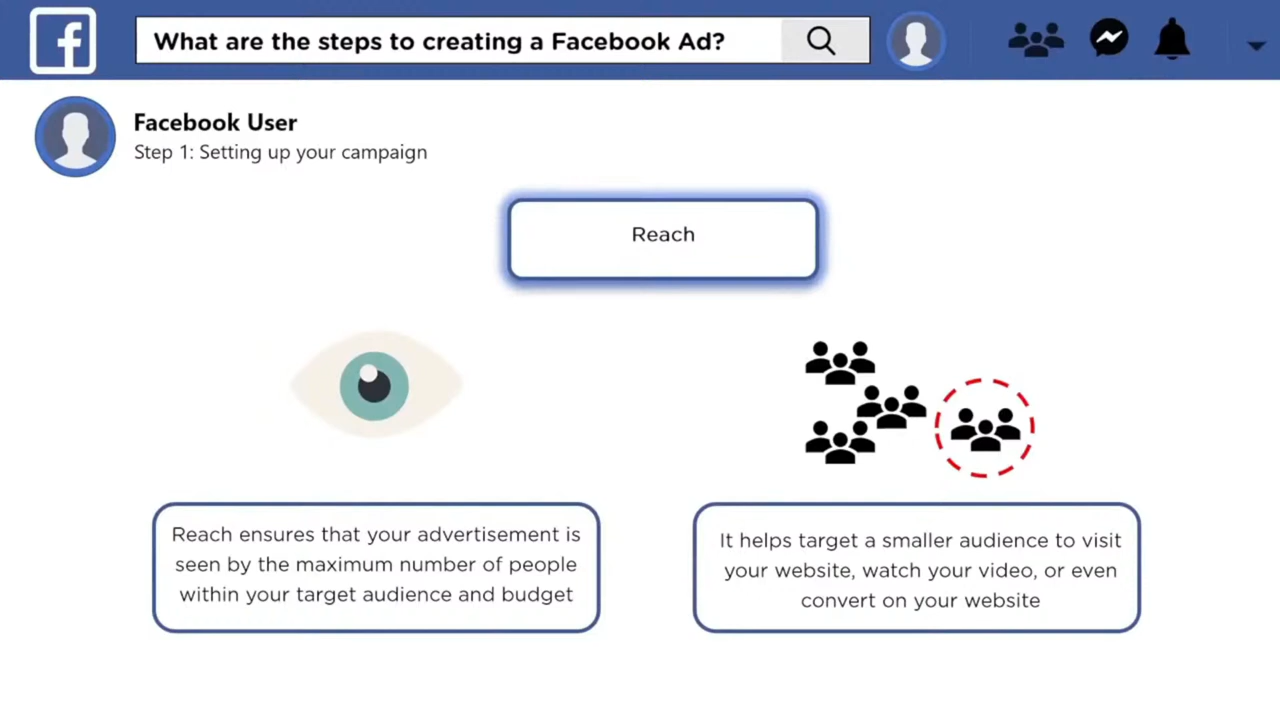 What are the steps to creating a Facebook Ad?
Facebook User
Step 1: Setting up your campaign
Reach
Reach ensures that your advertisement is
seen by the maximum number of people
within your target audience and budget
It helps target a smaller audience to visit
your website, watch your video, or even
convert on your website